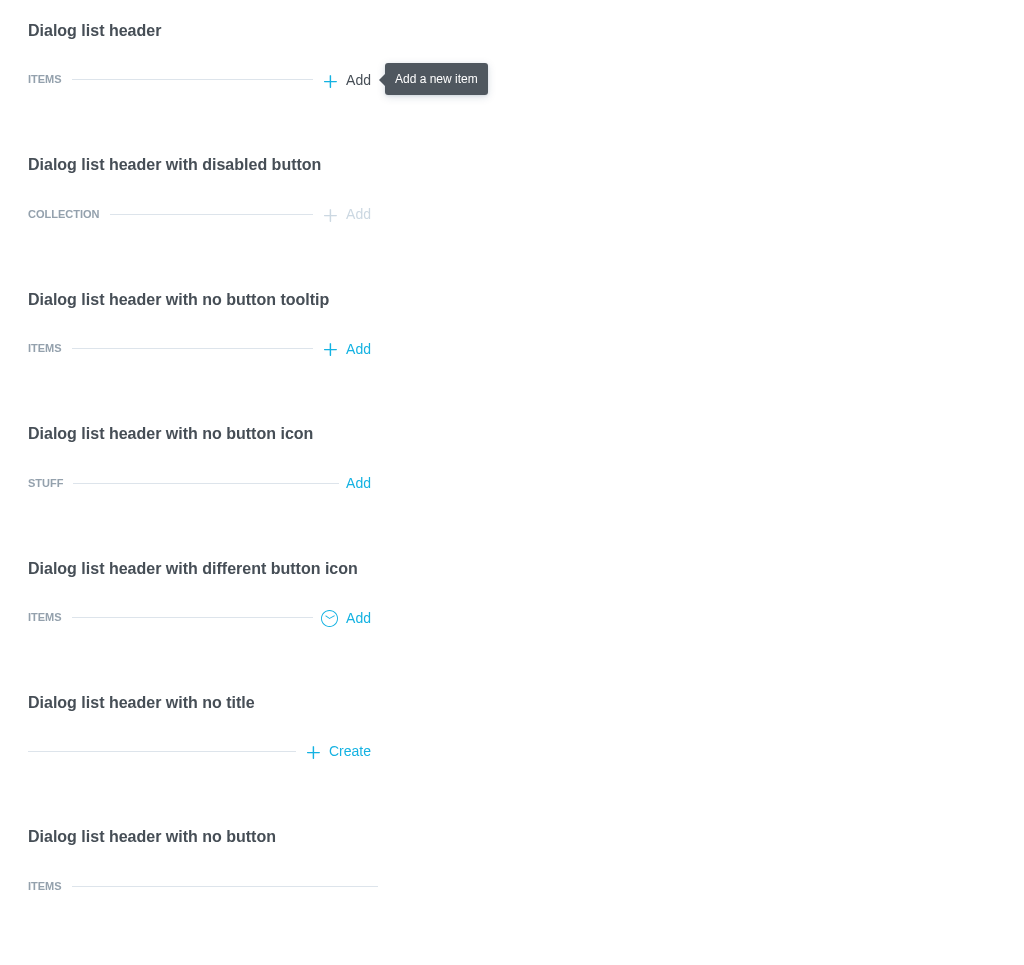 Dialog list header
ITEMS Add Add a new item
Dialog list header with disabled button
COLLECTION Add
Dialog list header with no button tooltip
ITEMS Add
Dialog list header with no button icon
STUFF Add
Dialog list header with different button icon
ITEMS Add
Dialog list header with no title
Create
Dialog list header with no button
ITEMS